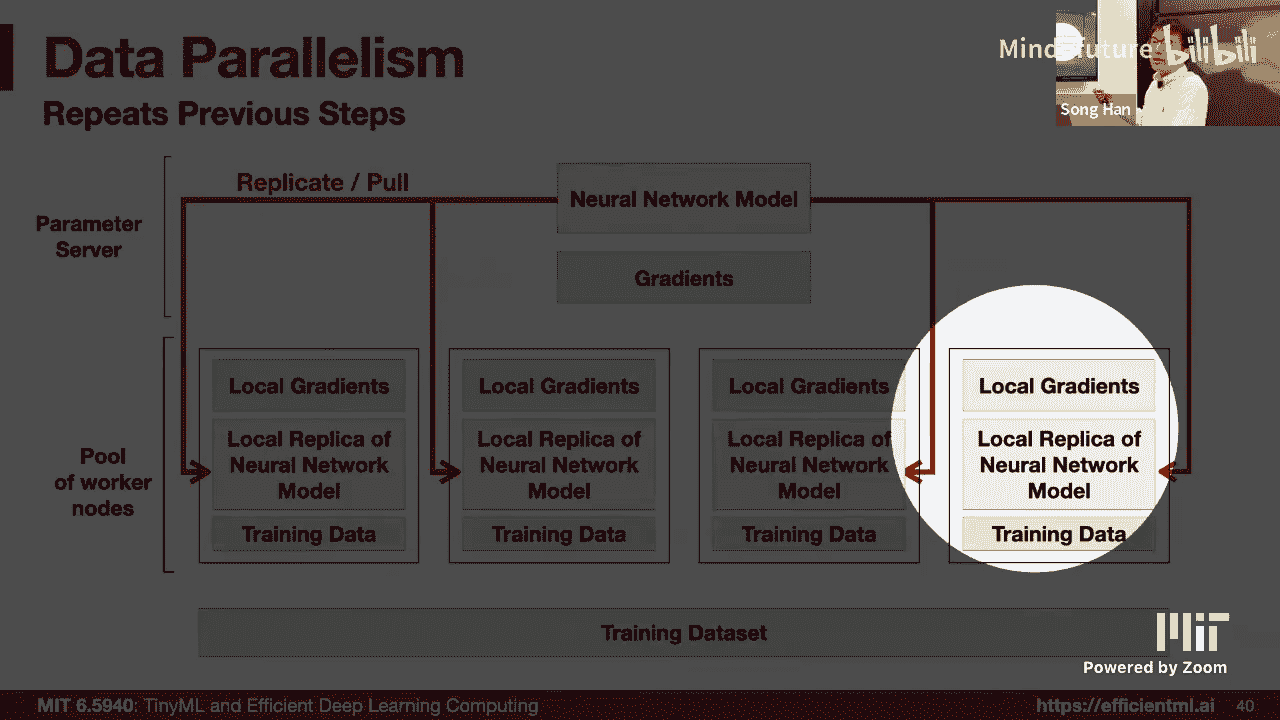 Data Parallelism
Repeats Previous Steps
Mind
future
bilibili
Song Han
Replicate / Pull
Neural Network Model
Parameter
Server
Gradients
Local Gradients
Local Replica of
Neural Network
Model
Training Data
Local Gradients
Local Replica of
Neural Network
Model
Training Data
Local Gradients
Local Replica of
Neural Network
Model
Training Data
Local Gradients
Local Replica of
Neural Network
Model
Training Data
Pool
of worker
nodes
Training Dataset
MIT
Powered by Zoom
MIT 6.5940: TinyML and Efficient Deep Learning Computing
https://efficientml.ai
40